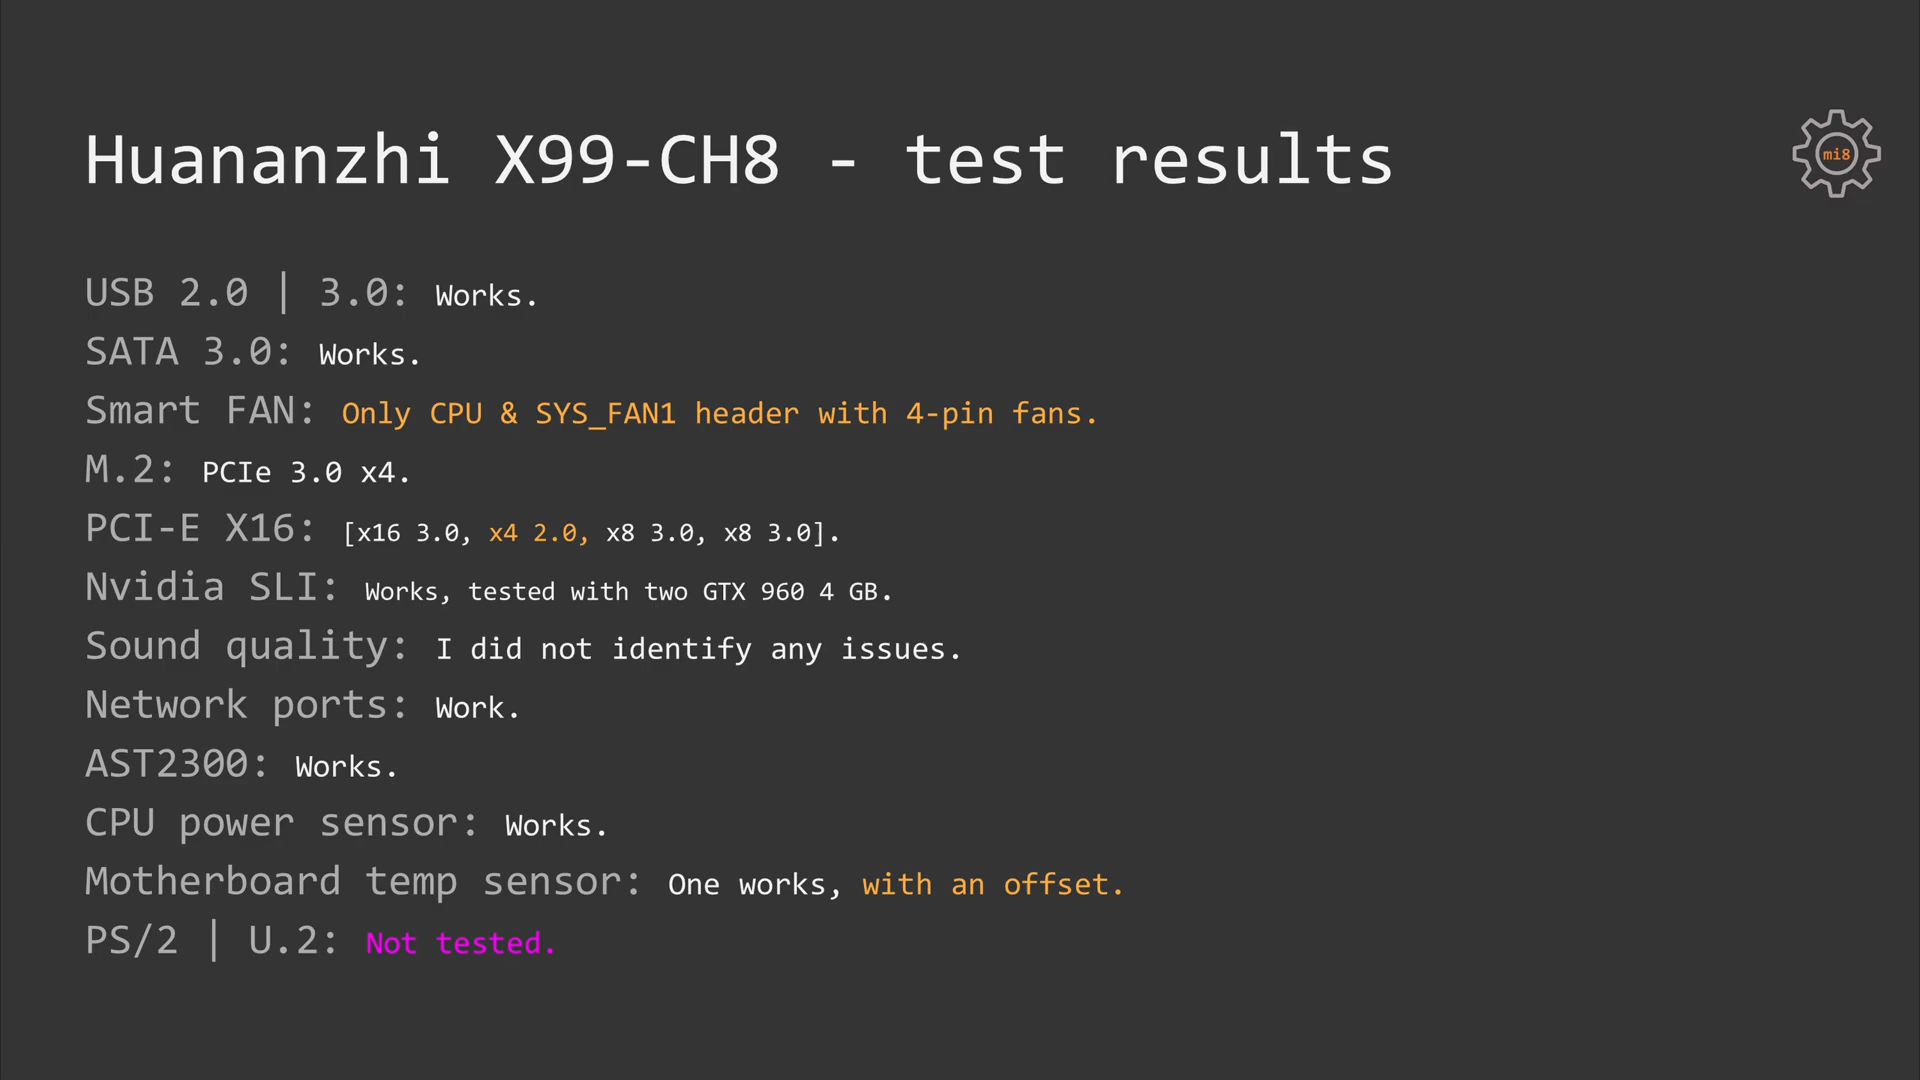 Huananzhi X99-CH8 - test results
mi8
USB 2.0 | 3.0: Works.
SATA 3.0: Works.
Smart FAN: Only CPU & SYS_FAN1 header with 4-pin fans.
M.2: PCIe 3.0 x4.
PCI-E X16: [x16 3.0, x4 2.0, x8 3.0, x8 3.0].
Nvidia SLI: Works, tested with two GTX 960 4 GB.
Sound quality: I did not identify any issues.
Network ports: Work.
AST2300: Works.
CPU power sensor: Works.
Motherboard temp sensor: One works, with an offset.
PS/2 | U.2: Not tested.